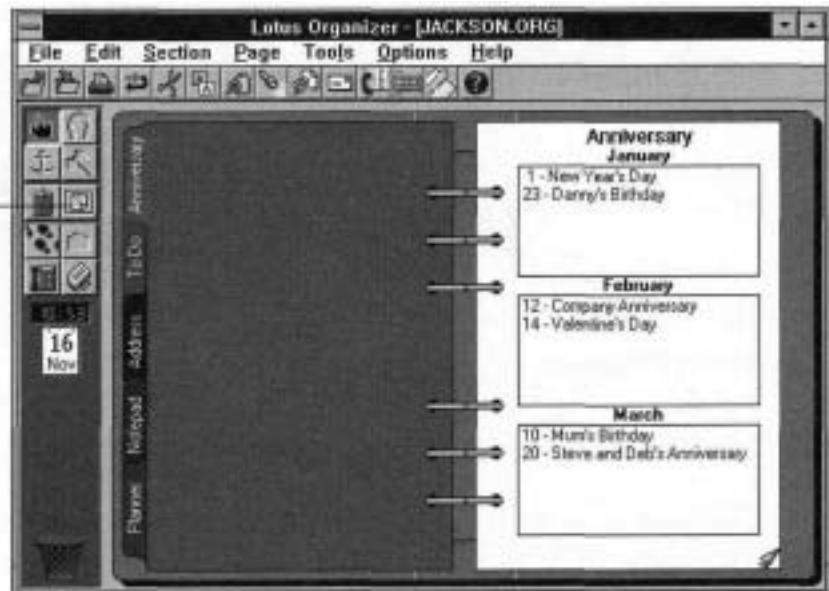 Lotus Organizer - [JACKSON.ORG]
File Edit Section Page Tools Options Help
Anniversary
To Do
Address
Notepad
Planner
16
Nov
Anniversary
January
1 - New Year's Day
23 - Danny's Birthday
February
12 - Company Anniversary
14 - Valentine's Day
March
10 - Mum's Birthday
20 - Steve and Deb's Anniversary